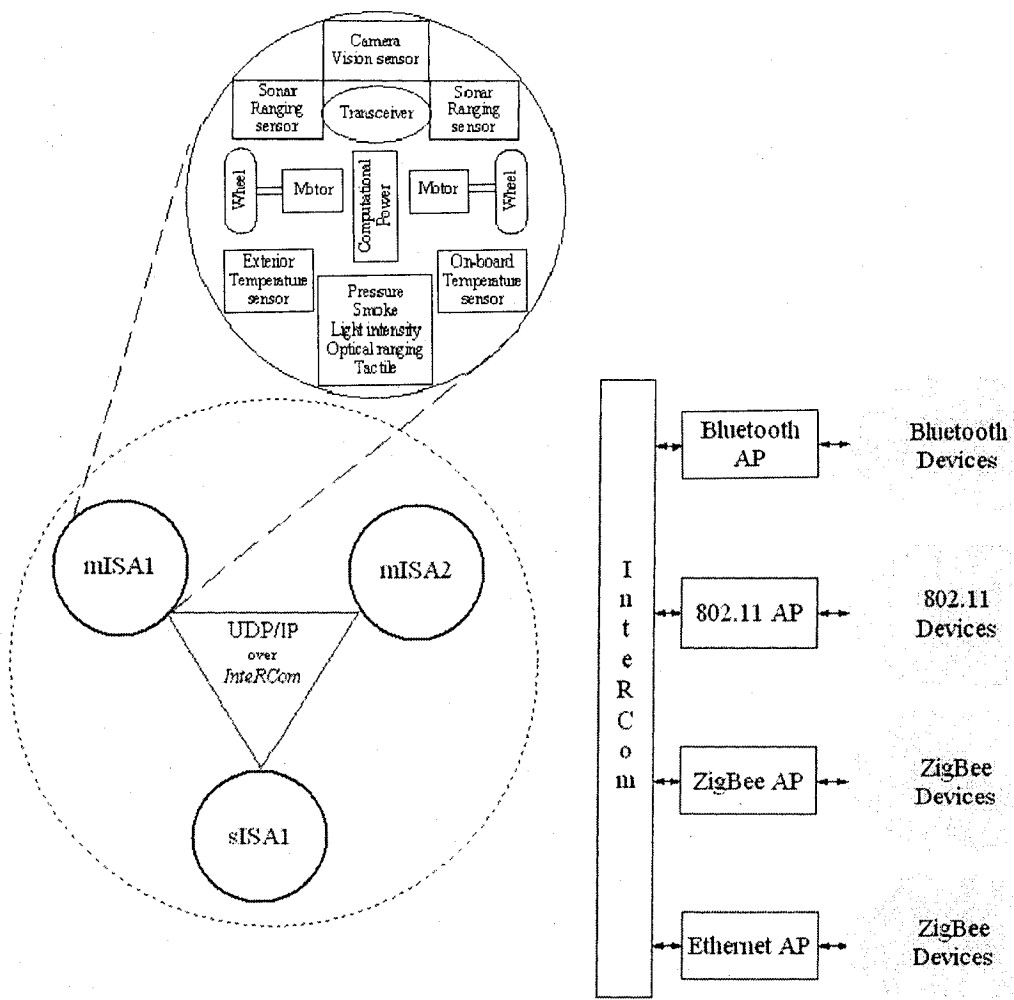 Camera
Vision sensor
Sonar
Ranging
sensor
Transceiver
Sonar
Ranging
sensor
Wheel
Motor
Computational
Power
Motor
Wheel
Exterior
Temperature
sensor
Pressure
Smoke
Light intensity
Optical ranging
Tactile
On-board
Temperature
sensor
mISA1
mISA2
UDP/IP
over
InteRCom
sISA1
InteRCom
Bluetooth
AP
Bluetooth
Devices
802.11 AP
802.11
Devices
ZigBee AP
ZigBee
Devices
Ethernet AP
ZigBee
Devices